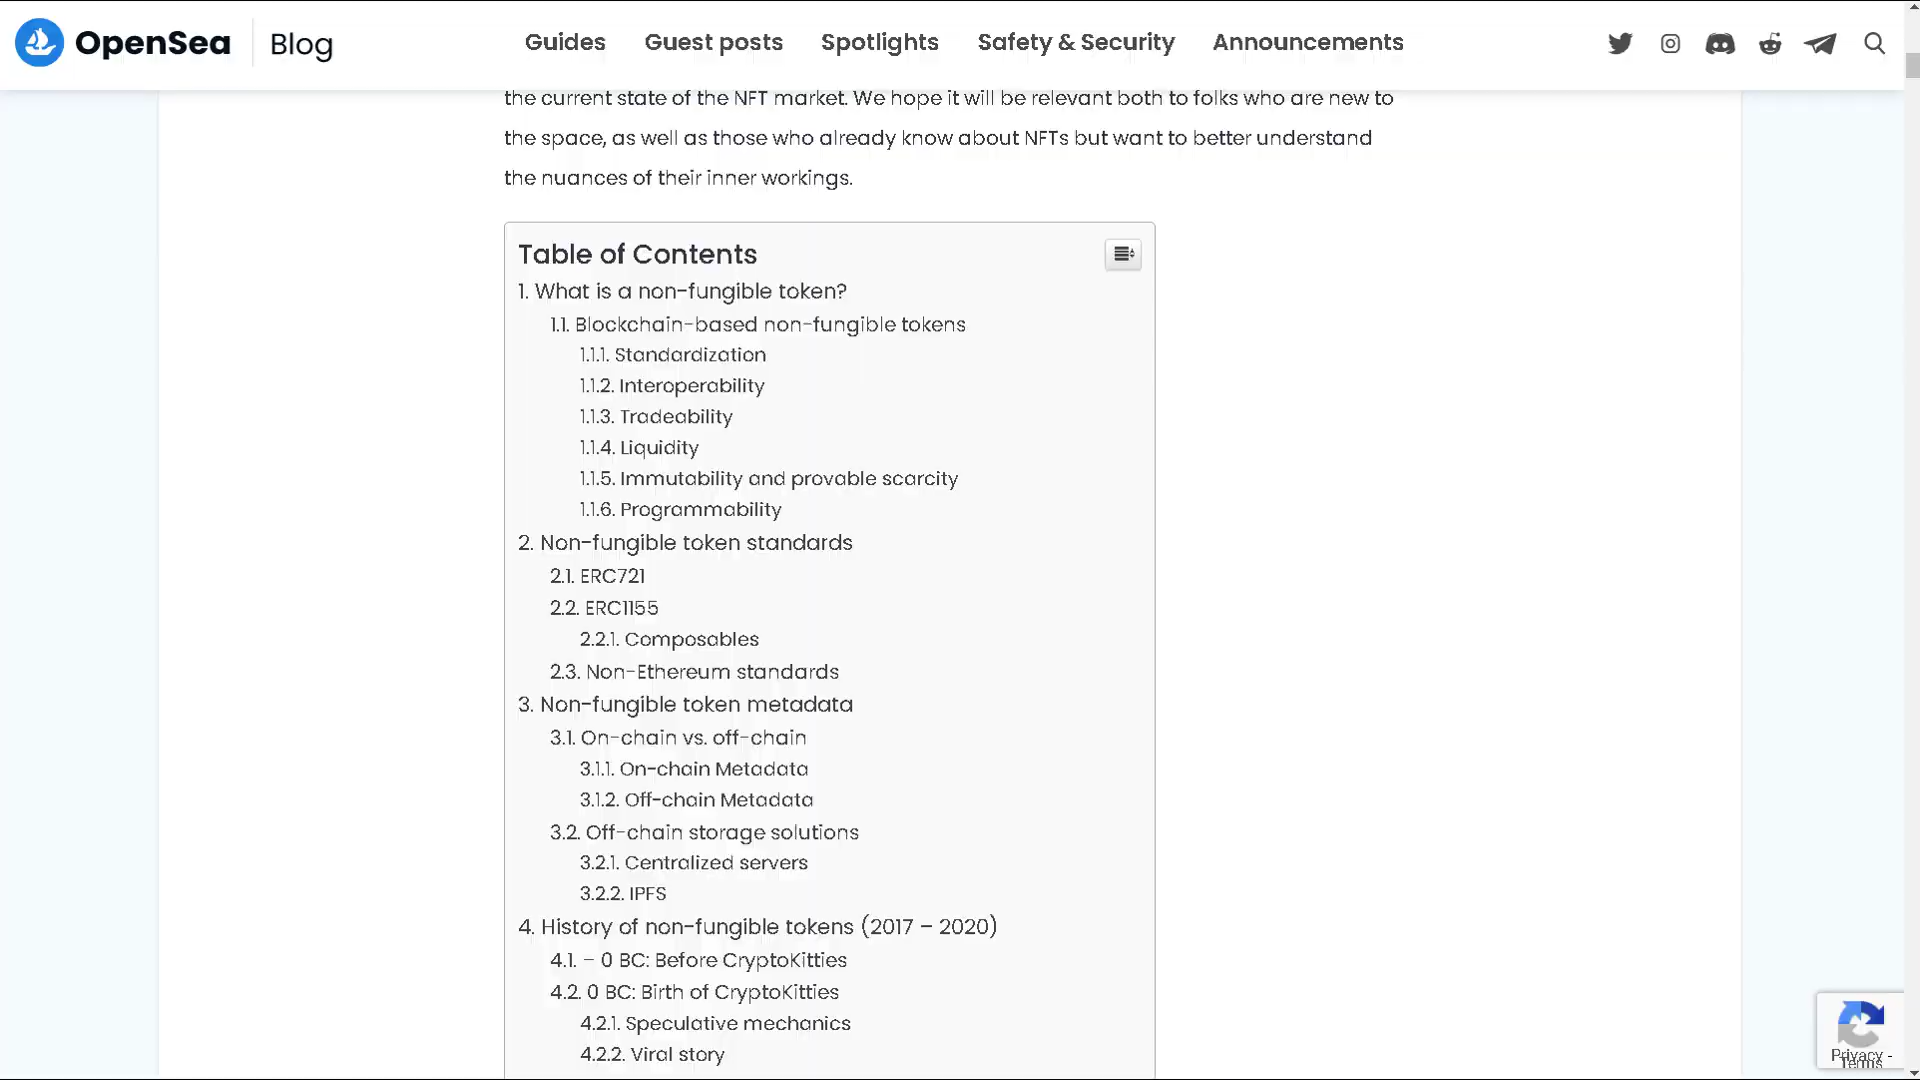 OpenSea Blog Guides Guest posts Spotlights Safety & Security Announcements
the current state of the NFT market. We hope it will be relevant both to folks who are new to
the space, as well as those who already know about NFTs but want to better understand
the nuances of their inner workings.
Table of Contents
1. What is a non-fungible token?
1.1. Blockchain-based non-fungible tokens
1.1.1. Standardization
1.1.2. Interoperability
1.1.3. Tradeability
1.1.4. Liquidity
1.1.5. Immutability and provable scarcity
1.1.6. Programmability
2. Non-fungible token standards
2.1. ERC721
2.2. ERC1155
2.2.1. Composables
2.3. Non-Ethereum standards
3. Non-fungible token metadata
3.1. On-chain vs. off-chain
3.1.1. On-chain Metadata
3.1.2. Off-chain Metadata
3.2. Off-chain storage solutions
3.2.1. Centralized servers
3.2.2. IPFS
4. History of non-fungible tokens (2017 – 2020)
4.1. – 0 BC: Before CryptoKitties
4.2. 0 BC: Birth of CryptoKitties
4.2.1. Speculative mechanics
4.2.2. Viral story
Privacy -
Terms